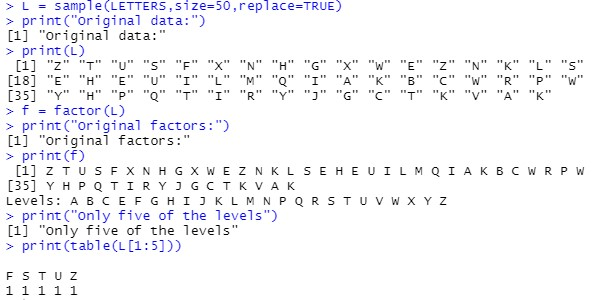 > L = sample(LETTERS,size=50,replace=TRUE)
> print("Original data:")
[1] "Original data:"
> print(L)
 [1] "Z" "T" "U" "S" "F" "X" "N" "H" "G" "X" "W" "E" "Z" "N" "K" "L" "S"
[18] "E" "H" "E" "U" "I" "L" "M" "Q" "I" "A" "K" "B" "C" "W" "R" "P" "W"
[35] "Y" "H" "P" "Q" "T" "I" "R" "Y" "J" "G" "C" "T" "K" "V" "A" "K"
> f = factor(L)
> print("Original factors:")
[1] "Original factors:"
> print(f)
 [1] Z T U S F X N H G X W E Z N K L S E H E U I L M Q I A K B C W R P W
[35] Y H P Q T I R Y J G C T K V A K
Levels: A B C E F G H I J K L M N P Q R S T U V W X Y Z
> print("Only five of the levels")
[1] "Only five of the levels"
> print(table(L[1:5]))

F S T U Z
1 1 1 1 1